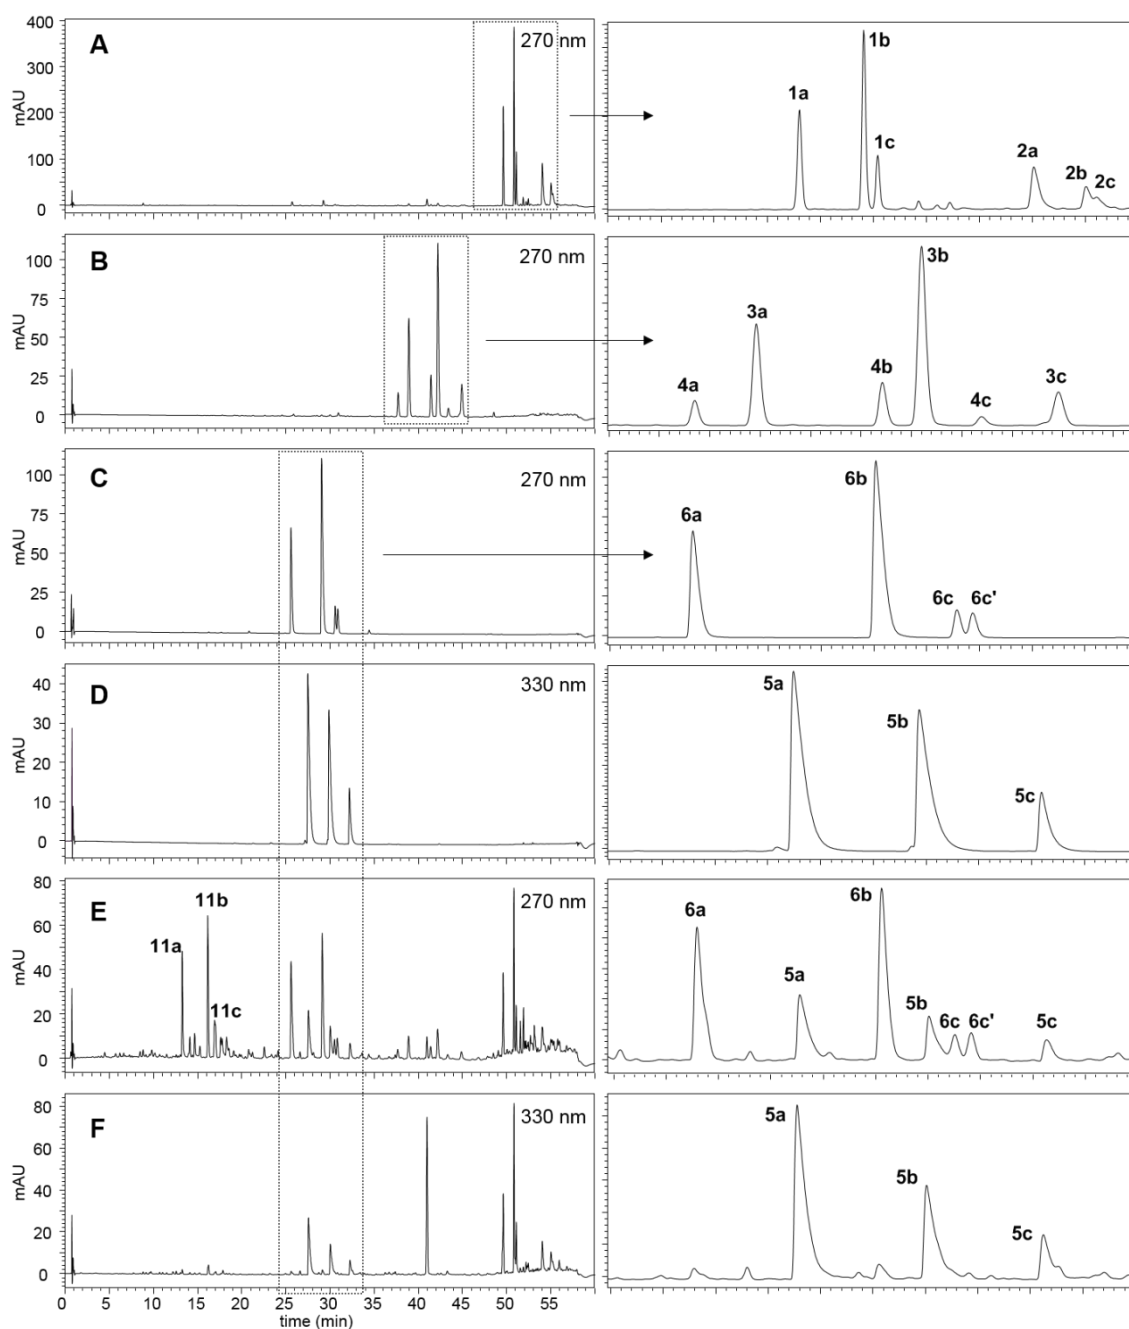 A
270 nm
mAU
400
300
200
100
0
1a
1b
1c
2a
2b
2c
B
270 nm
mAU
100
75
50
25
0
4a
3a
4b
3b
4c
3c
C
270 nm
mAU
100
75
50
25
0
6a
6b
6c
6c'
D
330 nm
mAU
40
30
20
10
0
5a
5b
5c
E
270 nm
mAU
80
60
40
20
0
11a
11b
11c
6a
5a
6b
5b
6c
6c'
5c
F
330 nm
mAU
80
60
40
20
0
5a
5b
5c
0 5 10 15 20 25 30 35 40 45 50 55
time (min)